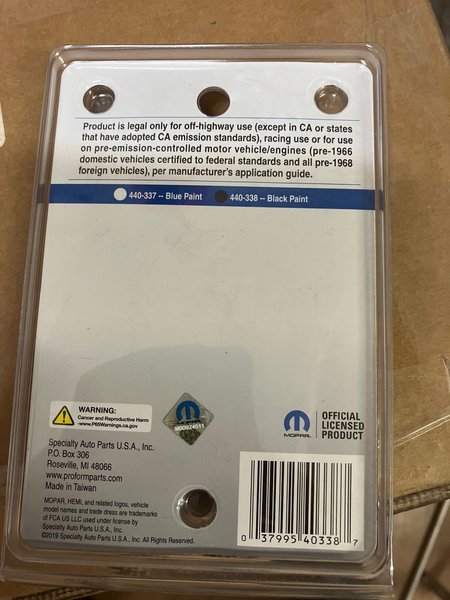 Product is legal only for off-highway use (except in CA or states
that have adopted CA emission standards), racing use or for use
on pre-emission-controlled motor vehicle/engines (pre-1966
domestic vehicles certified to federal standards and all pre-1968
foreign vehicles), per manufacturer's application guide.
440-337 -- Blue Paint 440-338 -- Black Paint
WARNING:
Cancer and Reproductive Harm
-www.P65Warnings.ca.gov
MOPAR
OFFICIAL
LICENSED
PRODUCT
Specialty Auto Parts U.S.A., Inc.
P.O. Box 306
Roseville, MI 48066
www.proformparts.com
Made in Taiwan
MOPAR, HEMI, and related logos, vehicle
model names and trade dress are trademarks
of FCA US LLC used under license by
Specialty Auto Parts U.S.A., Inc.
©2019 Specialty Auto Parts U.S.A., Inc. All Rights Reserved.
0 37995 40338 7